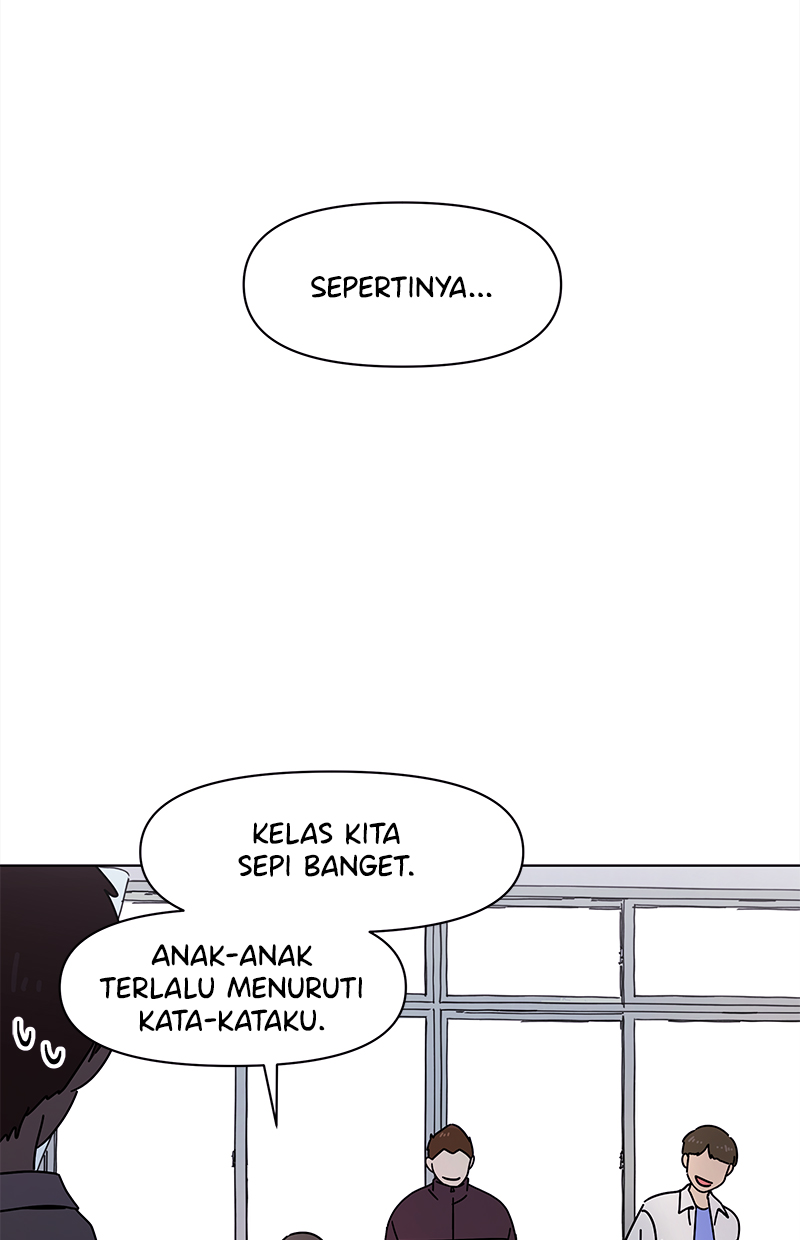 SEPERTINYA...
KELAS KITA
SEPI BANGET.
ANAK-ANAK
TERLALU MENURUTI
KATA-KATAKU.